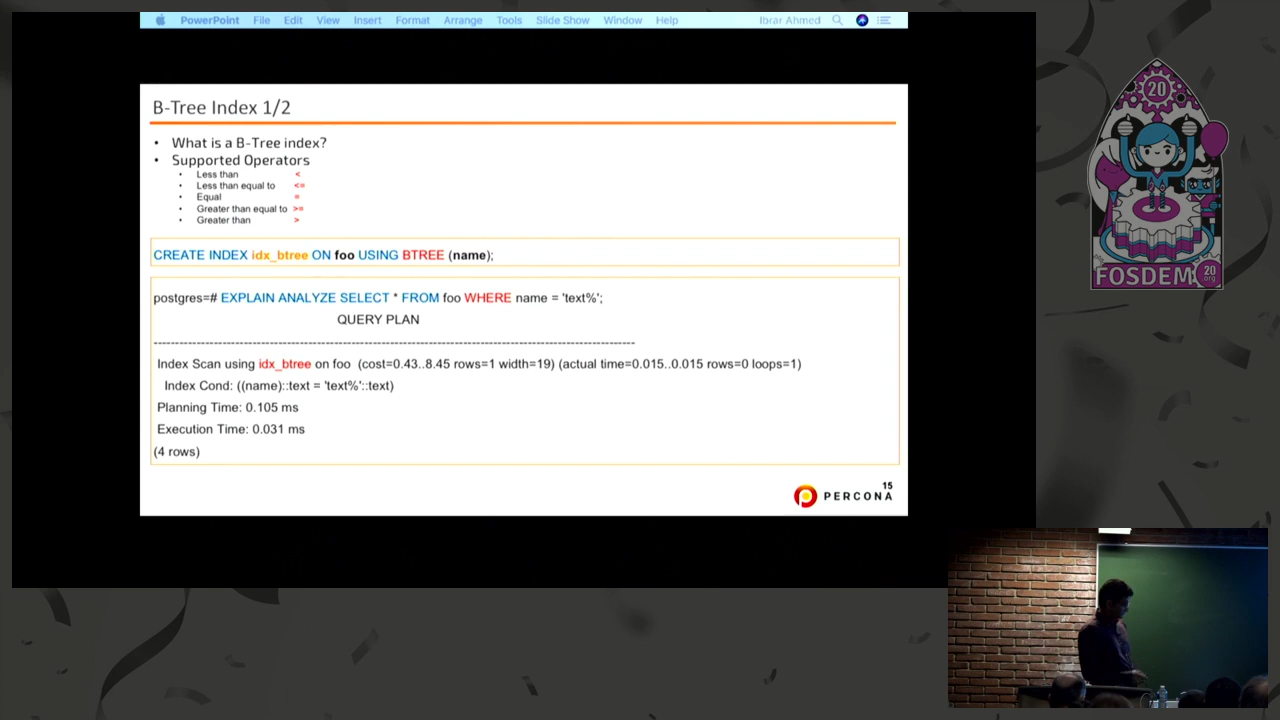 PowerPoint File Edit View Insert Format Arrange Tools Slide Show Window Help Ibrar Ahmed
B-Tree Index 1/2
• What is a B-Tree index?
• Supported Operators
• Less than <
• Less than equal to <=
• Equal =
• Greater than equal to >=
• Greater than >
CREATE INDEX idx_btree ON foo USING BTREE (name);
postgres=# EXPLAIN ANALYZE SELECT * FROM foo WHERE name = 'text%';
QUERY PLAN
---------------------------------------------------------------------------------------------------------------
Index Scan using idx_btree on foo (cost=0.43..8.45 rows=1 width=19) (actual time=0.015..0.015 rows=0 loops=1)
Index Cond: ((name)::text = 'text%'::text)
Planning Time: 0.105 ms
Execution Time: 0.031 ms
(4 rows)
15
PERCONA
20
FOSDEM
20
.org